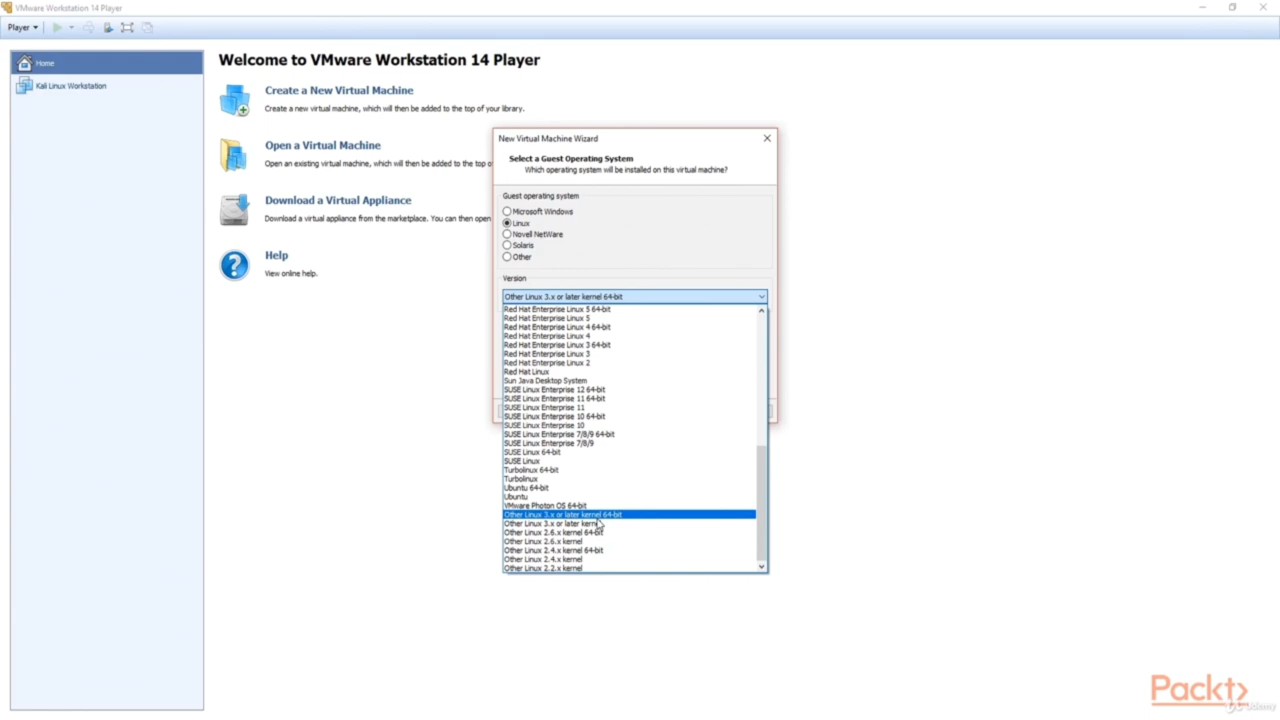 VMware Workstation 14 Player
Player
Home
Kali Linux Workstation
Welcome to VMware Workstation 14 Player
Create a New Virtual Machine
Create a new virtual machine, which will then be added to the top of your library.
Open a Virtual Machine
Open an existing virtual machine, which will then be added to the top of
Download a Virtual Appliance
Download a virtual appliance from the marketplace. You can then open
Help
View online help.
New Virtual Machine Wizard
Select a Guest Operating System
Which operating system will be installed on this virtual machine?
Guest operating system
Microsoft Windows
Linux
Novell NetWare
Solaris
Other
Version
Other Linux 3.x or later kernel 64-bit
Red Hat Enterprise Linux 5 64-bit
Red Hat Enterprise Linux 5
Red Hat Enterprise Linux 4 64-bit
Red Hat Enterprise Linux 4
Red Hat Enterprise Linux 3 64-bit
Red Hat Enterprise Linux 3
Red Hat Enterprise Linux 2
Red Hat Linux
Sun Java Desktop System
SUSE Linux Enterprise 12 64-bit
SUSE Linux Enterprise 11 64-bit
SUSE Linux Enterprise 11
SUSE Linux Enterprise 10 64-bit
SUSE Linux Enterprise 10
SUSE Linux Enterprise 7/8/9 64-bit
SUSE Linux Enterprise 7/8/9
SUSE Linux 64-bit
SUSE Linux
Turbolinux 64-bit
Turbolinux
Ubuntu 64-bit
Ubuntu
VMware Photon OS 64-bit
Other Linux 3.x or later kernel 64-bit
Other Linux 3.x or later kernel
Other Linux 2.6.x kernel 64-bit
Other Linux 2.6.x kernel
Other Linux 2.4.x kernel 64-bit
Other Linux 2.4.x kernel
Other Linux 2.2.x kernel
Packt
Udemy